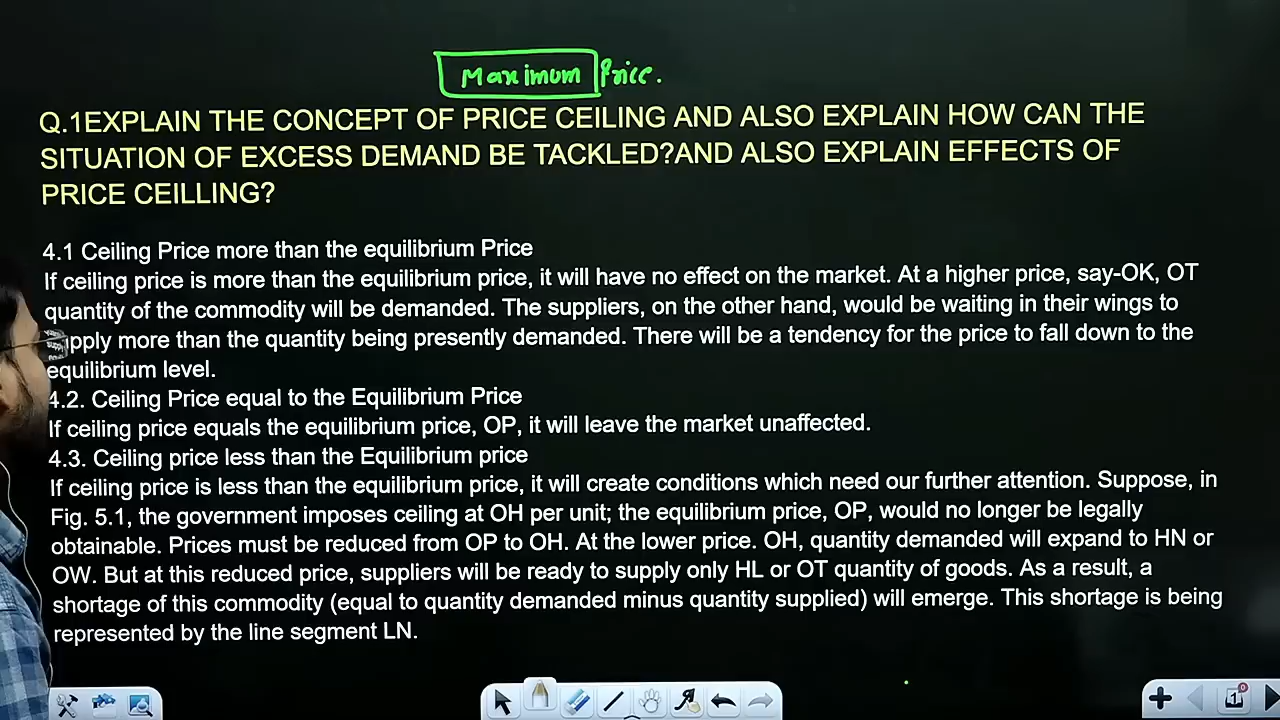 Maximum Price.
Q.1EXPLAIN THE CONCEPT OF PRICE CEILING AND ALSO EXPLAIN HOW CAN THE
SITUATION OF EXCESS DEMAND BE TACKLED?AND ALSO EXPLAIN EFFECTS OF
PRICE CEILLING?
4.1 Ceiling Price more than the equilibrium Price
If ceiling price is more than the equilibrium price, it will have no effect on the market. At a higher price, say-OK, OT
quantity of the commodity will be demanded. The suppliers, on the other hand, would be waiting in their wings to
upply more than the quantity being presently demanded. There will be a tendency for the price to fall down to the
equilibrium level.
4.2. Ceiling Price equal to the Equilibrium Price
If ceiling price equals the equilibrium price, OP, it will leave the market unaffected.
4.3. Ceiling price less than the Equilibrium price
If ceiling price is less than the equilibrium price, it will create conditions which need our further attention. Suppose, in
Fig. 5.1, the government imposes ceiling at OH per unit; the equilibrium price, OP, would no longer be legally
obtainable. Prices must be reduced from OP to OH. At the lower price. OH, quantity demanded will expand to HN or
OW. But at this reduced price, suppliers will be ready to supply only HL or OT quantity of goods. As a result, a
shortage of this commodity (equal to quantity demanded minus quantity supplied) will emerge. This shortage is being
represented by the line segment LN.
1
0